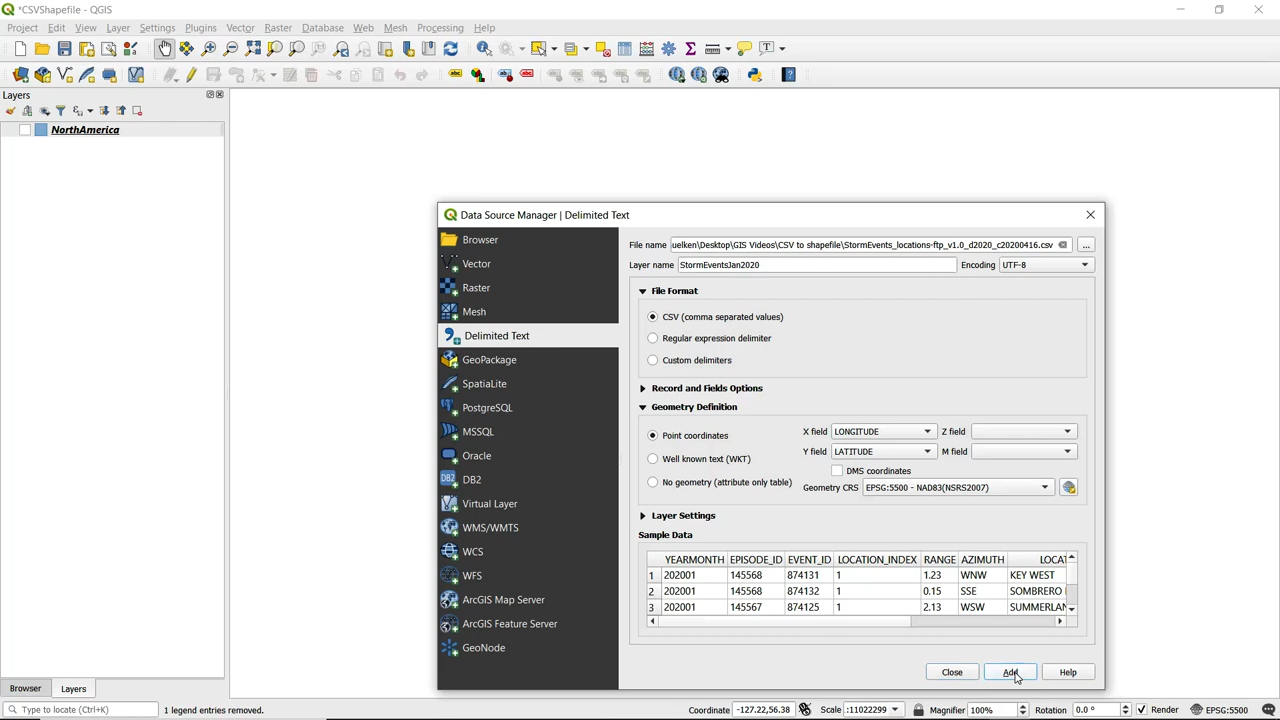 *CSVShapefile - QGIS
Project Edit View Layer Settings Plugins Vector Raster Database Web Mesh Processing Help
Layers
NorthAmerica
Data Source Manager | Delimited Text
Browser
Vector
Raster
Mesh
Delimited Text
GeoPackage
SpatiaLite
PostgreSQL
MSSQL
Oracle
DB2
Virtual Layer
WMS/WMTS
WCS
WFS
ArcGIS Map Server
ArcGIS Feature Server
GeoNode
File name uelken\Desktop\GIS Videos\CSV to shapefile\StormEvents_locations-ftp_v1.0_d2020_c20200416.csv ...
Layer name StormEventsJan2020 Encoding UTF-8
File Format
CSV (comma separated values)
Regular expression delimiter
Custom delimiters
Record and Fields Options
Geometry Definition
Point coordinates X field LONGITUDE Z field
Well known text (WKT) Y field LATITUDE M field
DMS coordinates
No geometry (attribute only table) Geometry CRS EPSG:5500 - NAD83(NSRS2007)
Layer Settings
Sample Data
YEARMONTH EPISODE_ID EVENT_ID LOCATION_INDEX RANGE AZIMUTH LOCAT
1 202001 145568 874131 1 1.23 WNW KEY WEST
2 202001 145568 874132 1 0.15 SSE SOMBRERO
3 202001 145567 874125 1 2.13 WSW SUMMERLAN
Close Add Help
Browser Layers
Type to locate (Ctrl+K) 1 legend entries removed. Coordinate -127.22,56.38 Scale :11022299 Magnifier 100% Rotation 0.0 ° Render EPSG:5500